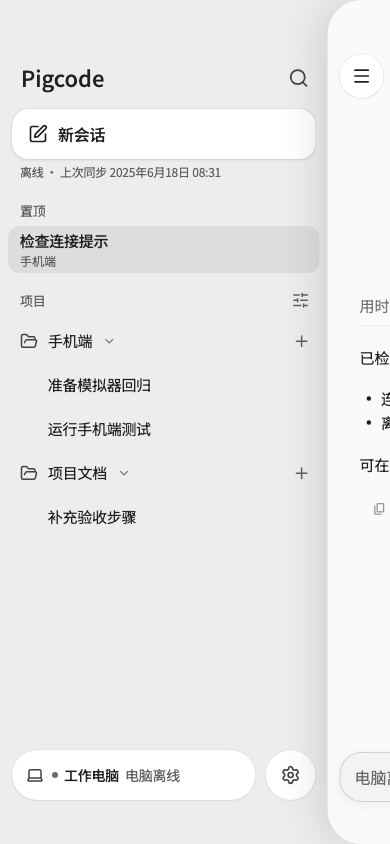 Pigcode
新会话
离线 • 上次同步 2025年6月18日 08:31
置顶
检查连接提示
手机端
项目
手机端
准备模拟器回归
运行手机端测试
项目文档
补充验收步骤
工作电脑 电脑离线
用时
已检
• 连
• 离
可在
电脑离